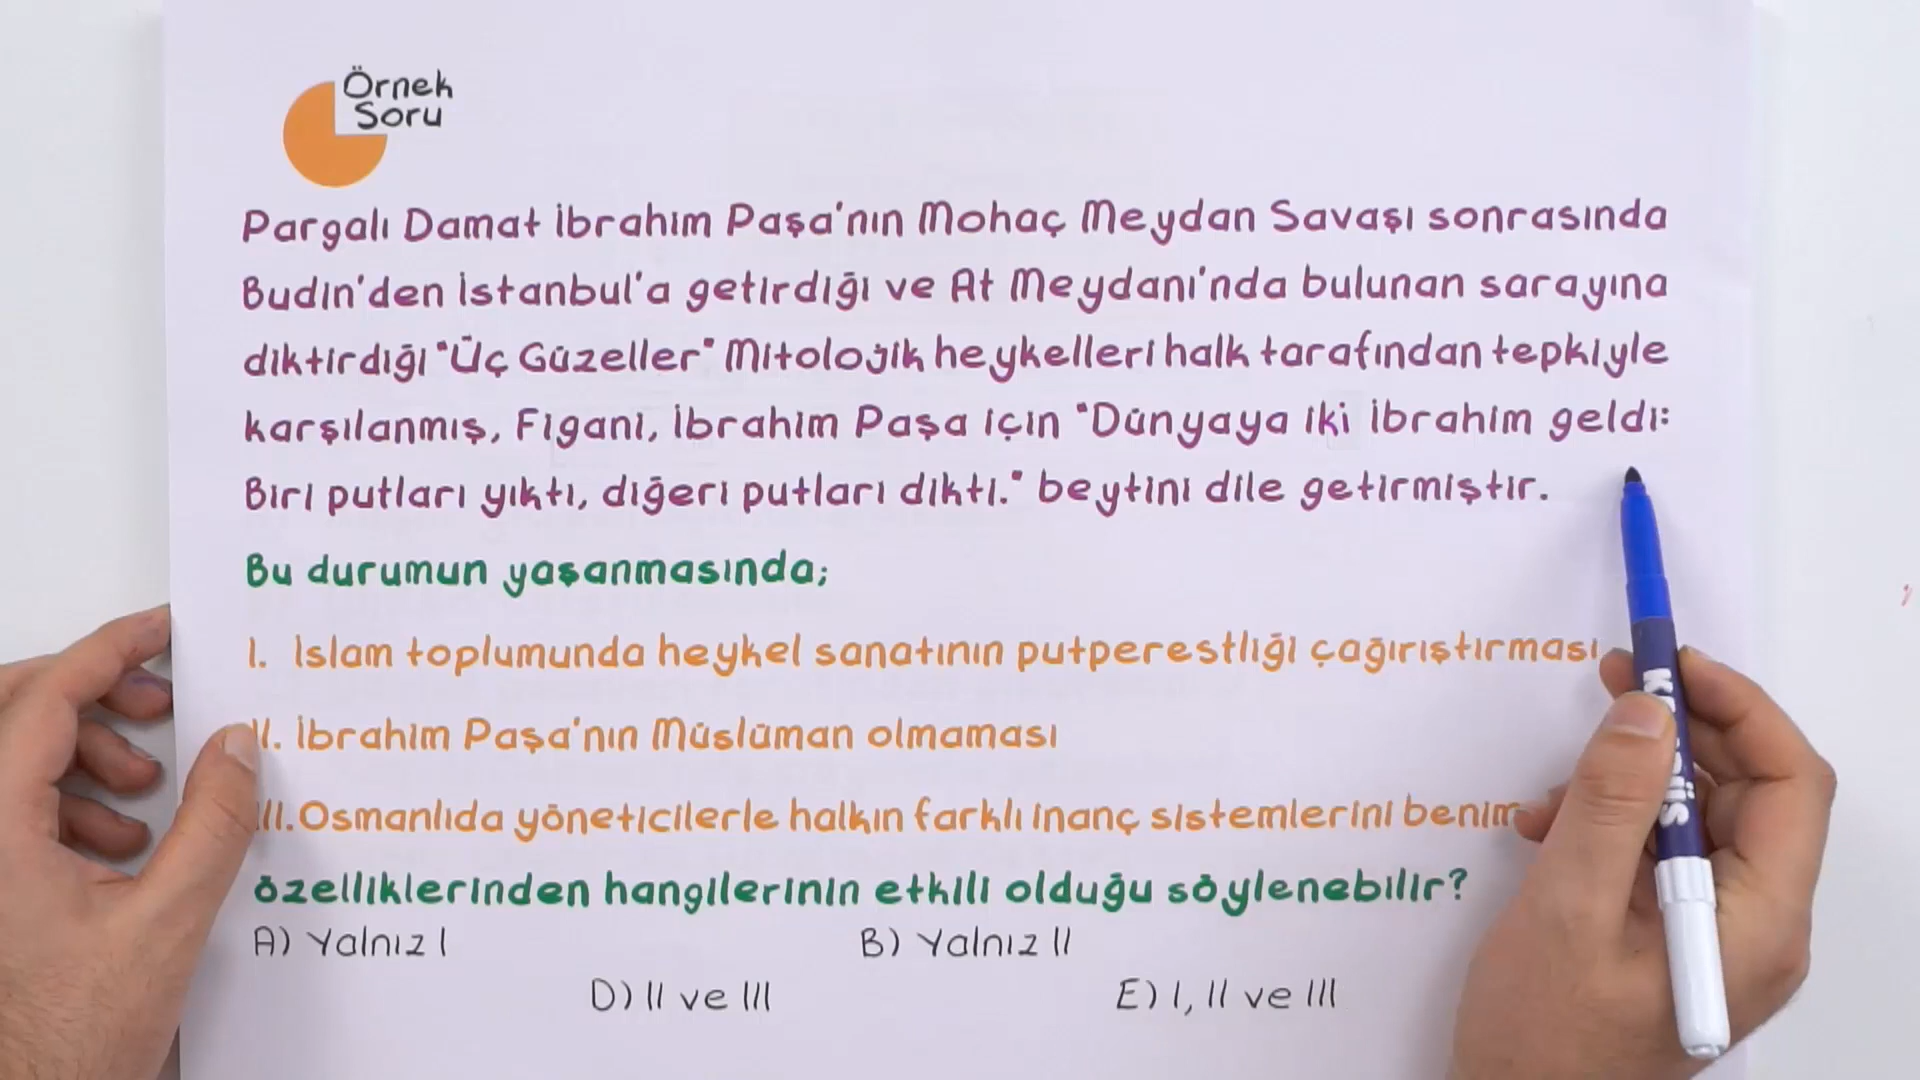 Örnek
Soru
Pargalı Damat İbrahim Paşa'nın Mohaç Meydan Savaşı sonrasında
Budin'den İstanbul'a getirdiği ve At Meydanı'nda bulunan sarayına
diktirdiği "Üç Güzeller" Mitolojik heykelleri halk tarafından tepkiyle
karşılanmış, Figani, İbrahim Paşa için "Dünyaya iki İbrahim geldi:
Biri putları yıktı, diğeri putları dikti." beytini dile getirmiştir.
Bu durumun yaşanmasında;
I. İslam toplumunda heykel sanatının putperestliği çağırıştırması
II. İbrahim Paşa'nın Müslüman olmaması
III. Osmanlıda yöneticilerle halkın farklı inanç sistemlerini
özelliklerinden hangilerinin etkili olduğu söylenebilir?
A) Yalnız I B) Yalnız II
D) II ve III E) I, II ve III